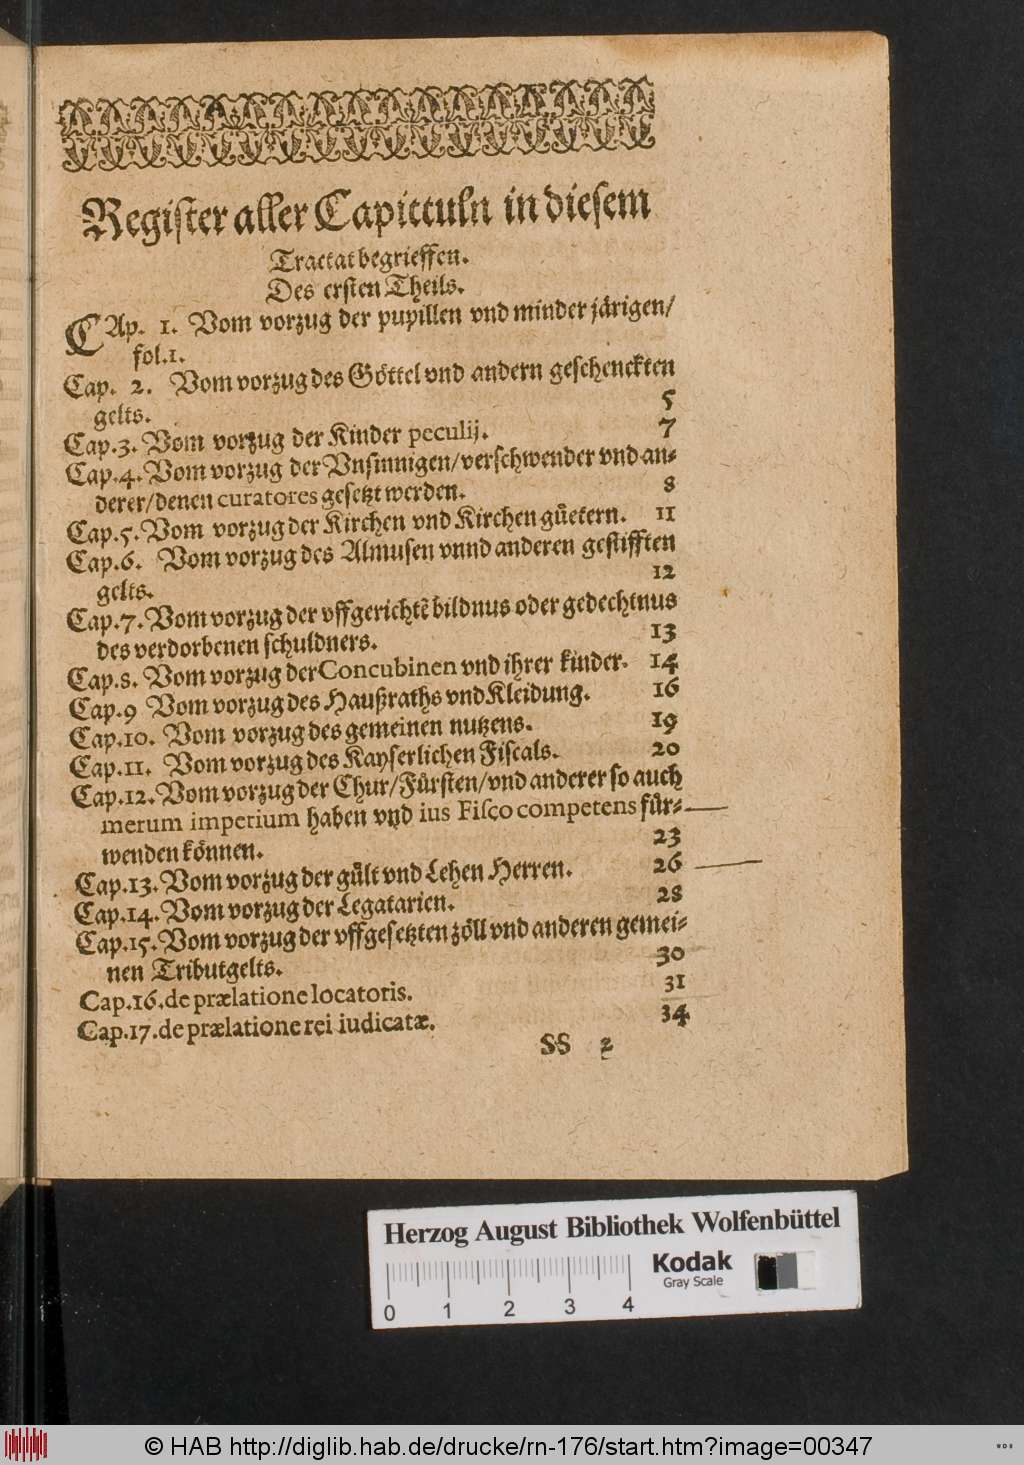 Register aller Capittuln in diesem
Tractat begrieffen.
Des ersten Theils.
CAp. 1. Vom vorzug der pupillen vnd minder järigen/
fol.1.
Cap. 2. Vom vorzug des Göttel vnd andern geschenckten
gelts. 5
Cap.3. Vom vorzug der Kinder peculij. 7
Cap.4. Vom vorzug der Vnsinnigen/verschwender vnd an-
derer/denen curatores gesetzt werden. 8
Cap.5. Vom vorzug der Kirchen vnd Kirchen güetern. 11
Cap.6. Vom vorzug des Almusen vnnd anderen gestifften
gelts. 12
Cap.7. Vom vorzug der vffgerichtẽ bildnus oder gedechtnus
des verdorbenen schuldners. 13
Cap.8. Vom vorzug der Concubinen vnd ihrer kinder. 14
Cap.9 Vom vorzug des Haußraths vnd Kleidung. 16
Cap.10. Vom vorzug des gemeinen nutzens. 19
Cap.11. Vom vorzug des Kayserlichen Fiscals. 20
Cap.12. Vom vorzug der Chur/Fürsten/vnd anderer so auch
merum imperium haben vnd ius Fisco competens für-
wenden können. 23
Cap.13. Vom vorzug der gült vnd Lehen Herren. 26
Cap.14. Vom vorzug der Legatarien. 28
Cap.15. Vom vorzug der vffgesetzten zöll vnd anderen gemei-
nen Tributgelts. 30
Cap.16. de prælatione locatoris. 31
Cap.17. de prælatione rei iudicatæ. 34
SS 2
Herzog August Bibliothek Wolfenbüttel
Kodak
Gray Scale
0 1 2 3 4
© HAB http://diglib.hab.de/drucke/rn-176/start.htm?image=00347